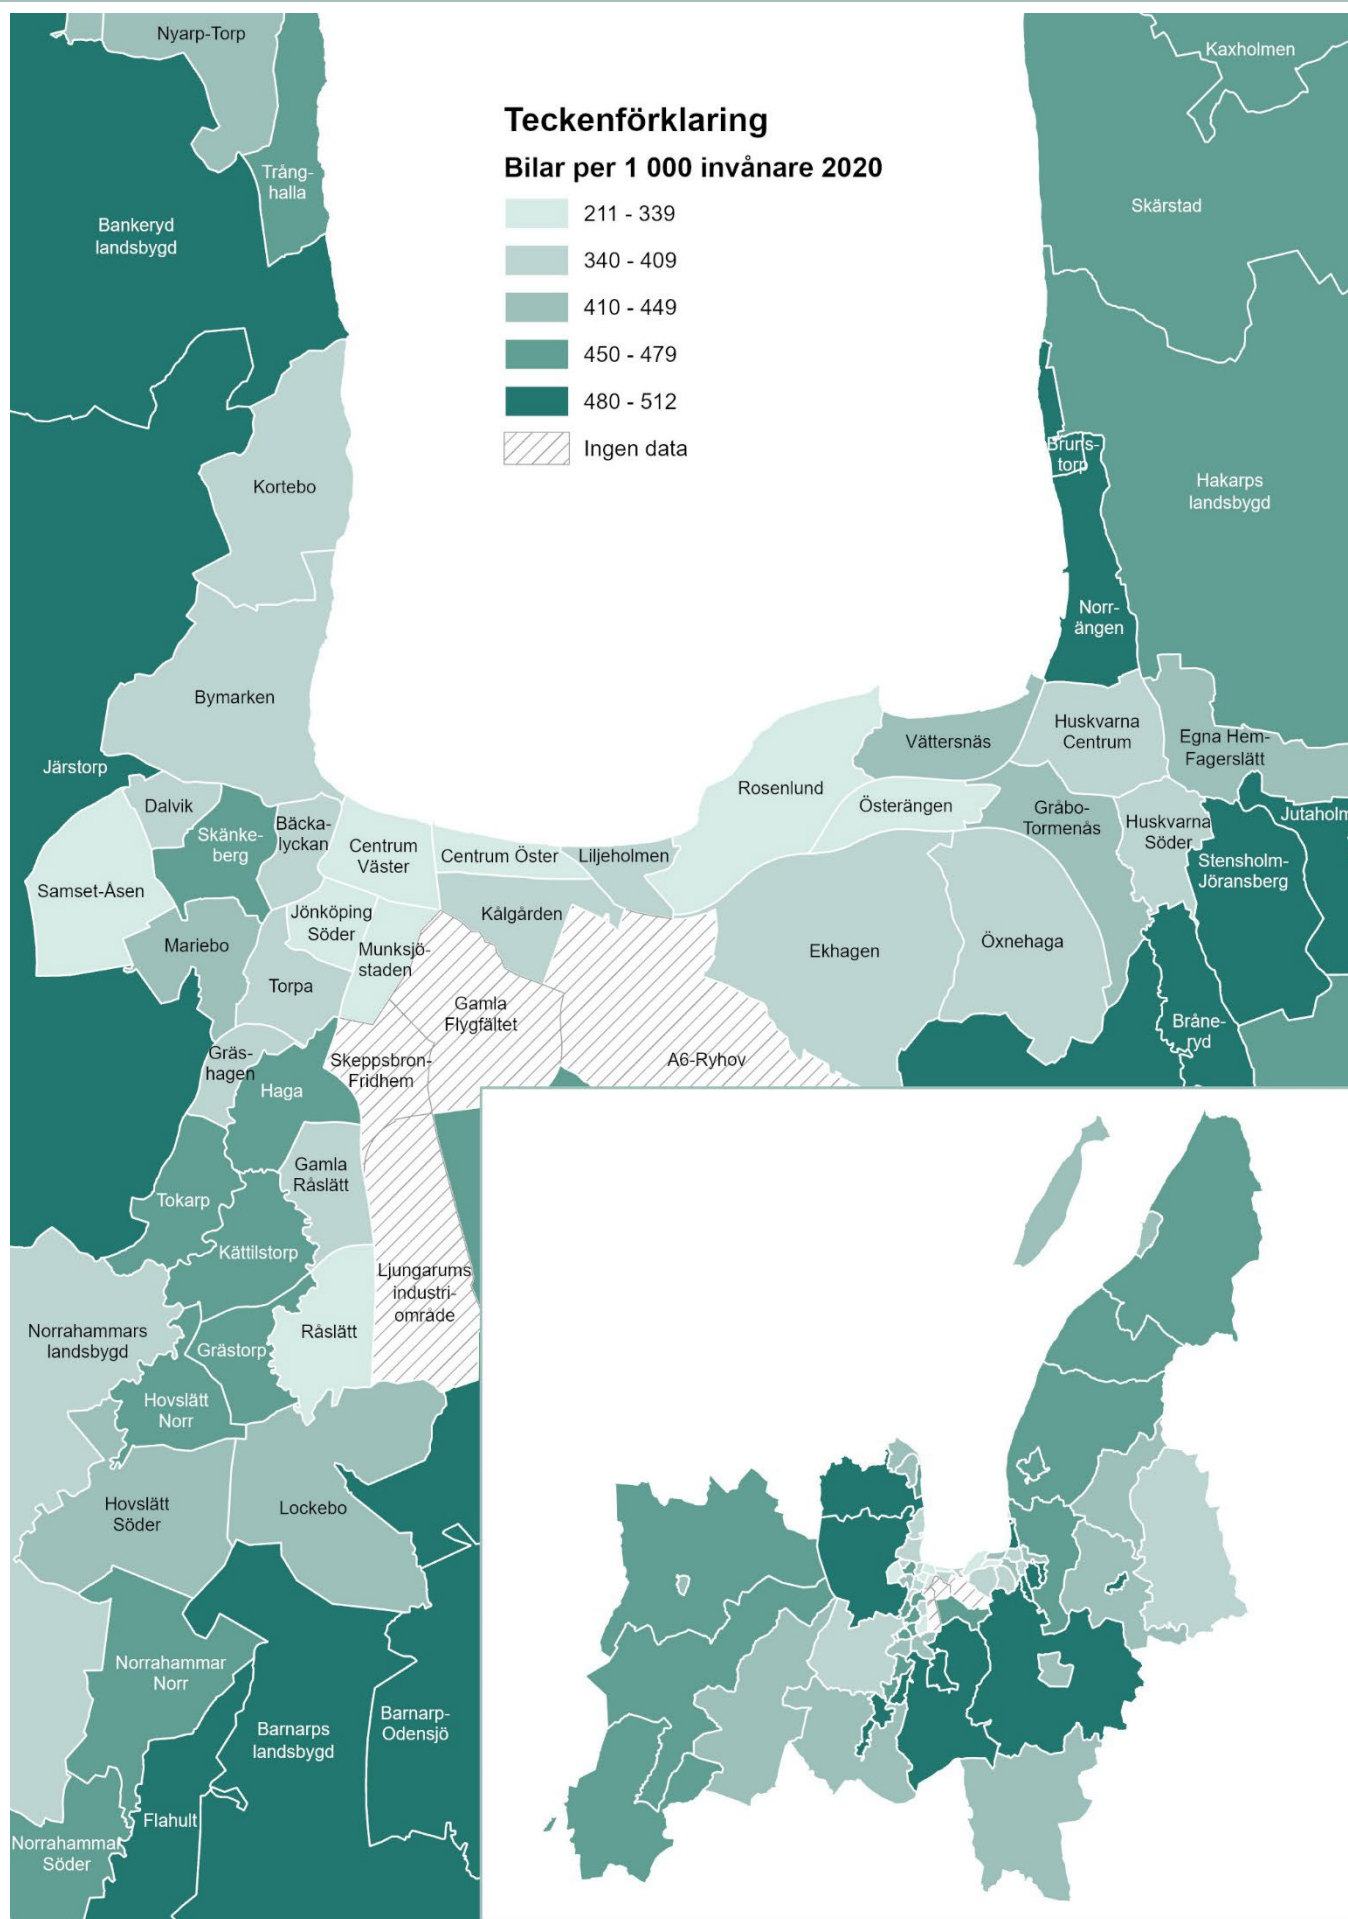 Nyarp-Torp
Kaxholmen
Teckenförklaring
Bilar per 1 000 invånare 2020
211 - 339
340 - 409
410 - 449
450 - 479
480 - 512
Ingen data
Trång-
halla
Bankeryd
landsbygd
Skärstad
Bruns-
torp
Hakarps
landsbygd
Kortebo
Norr-
ängen
Bymarken
Järstorp
Huskvarna
Centrum
Vättersnäs
Egna Hem-
Fagerslätt
Rosenlund
Österängen
Gråbo-
Tormenås
Huskvarna
Söder
Jutaholm
Stensholm-
Jöransberg
Dalvik
Skänke-
berg
Bäcka-
lyckan
Centrum
Väster
Centrum Öster
Liljeholmen
Samset-Åsen
Jönköping
Söder
Kålgården
Mariebo
Munksjö-
staden
Torpa
Ekhagen
Öxnehaga
Gamla
Flygfältet
Bråne-
ryd
Gräs-
hagen
Haga
Skeppsbron-
Fridhem
A6-Ryhov
Gamla
Råslätt
Tokarp
Kättilstorp
Ljungarums
industri-
område
Norrahammars
landsbygd
Grästorp
Råslätt
Hovslätt
Norr
Hovslätt
Söder
Lockebo
Norrahammar
Norr
Barnarps
landsbygd
Barnarp-
Odensjö
Flahult
Norrahammar
Söder